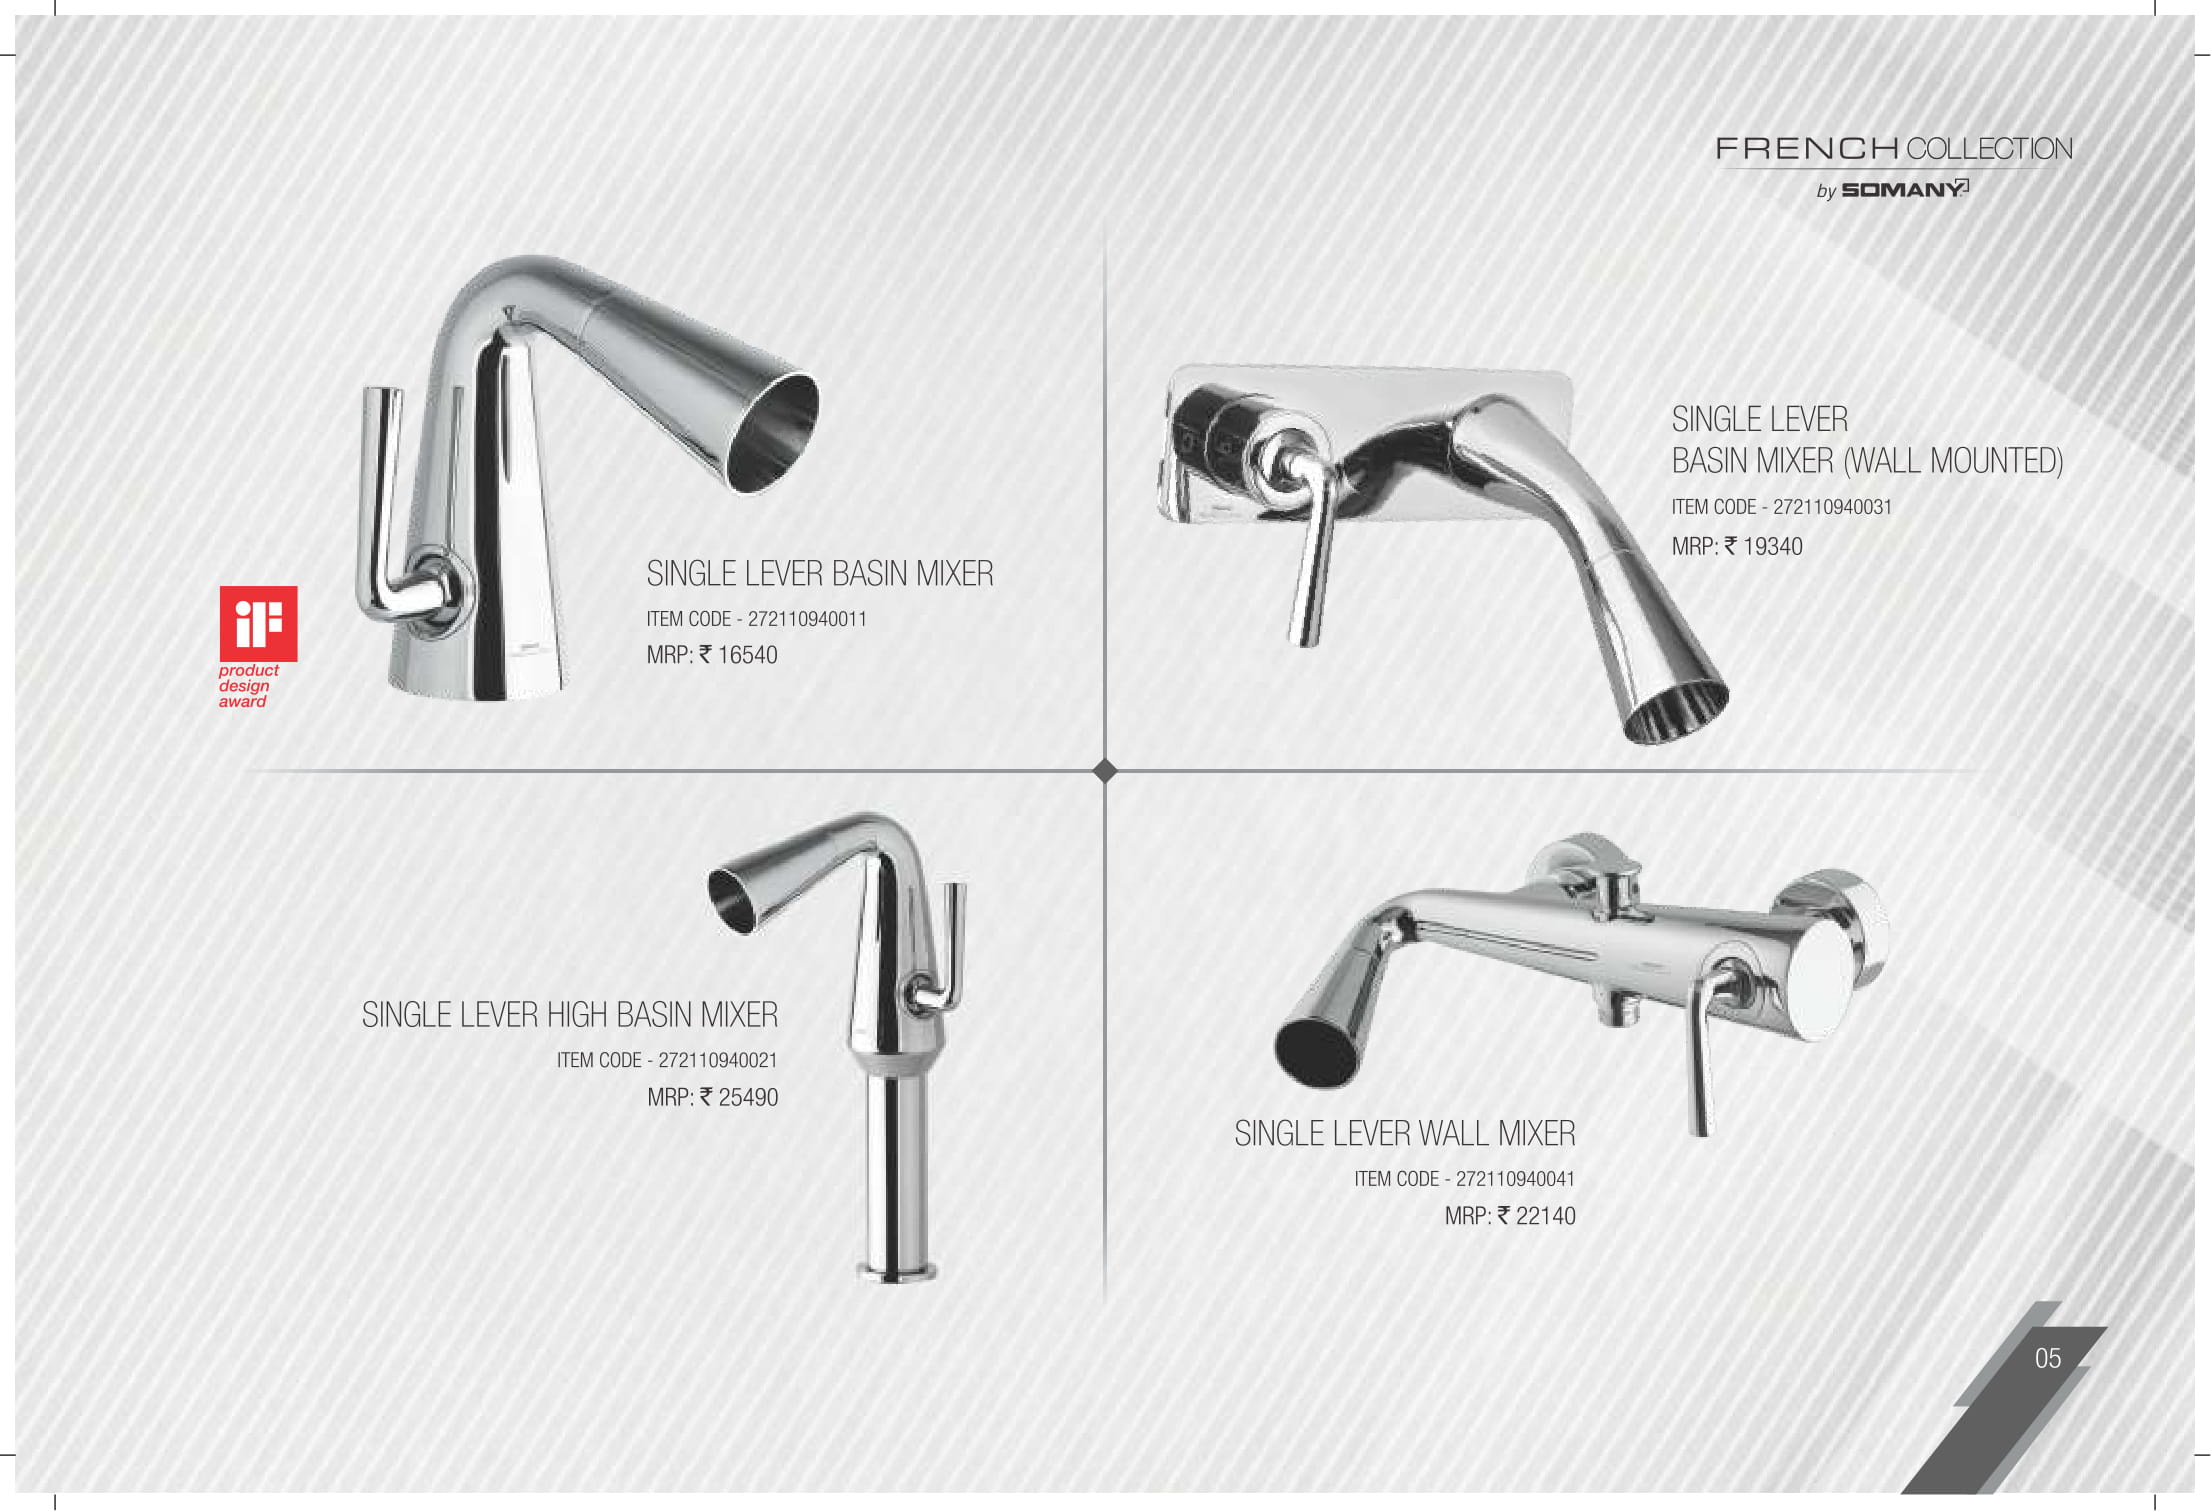 FRENCH COLLECTION
by SOMANY
SINGLE LEVER BASIN MIXER
ITEM CODE - 272110940011
MRP: ₹ 16540
iF
product
design
award
SINGLE LEVER
BASIN MIXER (WALL MOUNTED)
ITEM CODE - 272110940031
MRP: ₹ 19340
SINGLE LEVER HIGH BASIN MIXER
ITEM CODE - 272110940021
MRP: ₹ 25490
SINGLE LEVER WALL MIXER
ITEM CODE - 272110940041
MRP: ₹ 22140
05